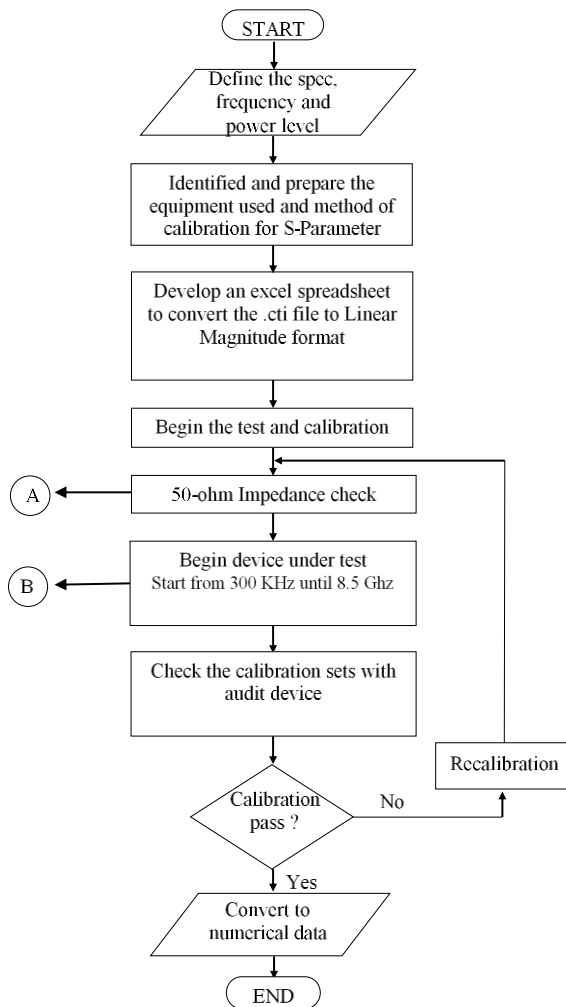 START
Define the spec,
frequency and
power level
Identified and prepare the
equipment used and method of
calibration for S-Parameter
Develop an excel spreadsheet
to convert the .cti file to Linear
Magnitude format
Begin the test and calibration
A
50-ohm Impedance check
B
Begin device under test
Start from 300 KHz until 8.5 Ghz
Check the calibration sets with
audit device
Recalibration
Calibration
pass ?
No
Yes
Convert to
numerical data
END